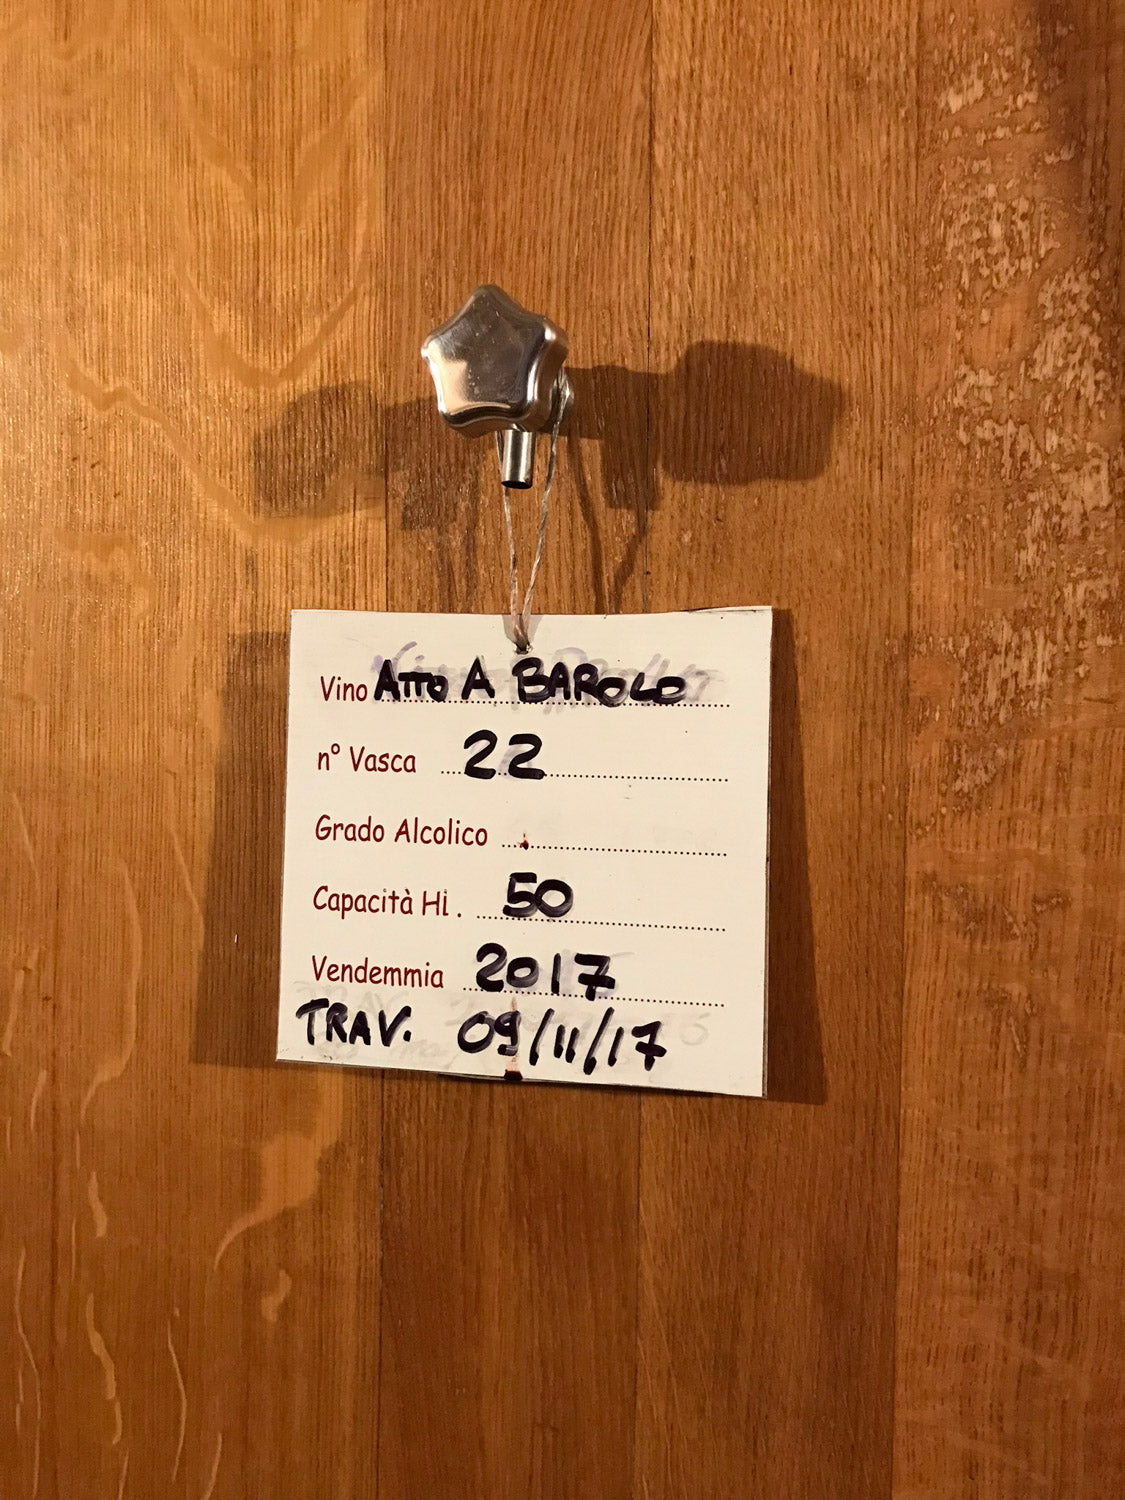 Vino ATTO A BAROLO
n° Vasca 22
Grado Alcolico
Capacità Hl. 50
Vendemmia 2017
TRAV. 09/11/17